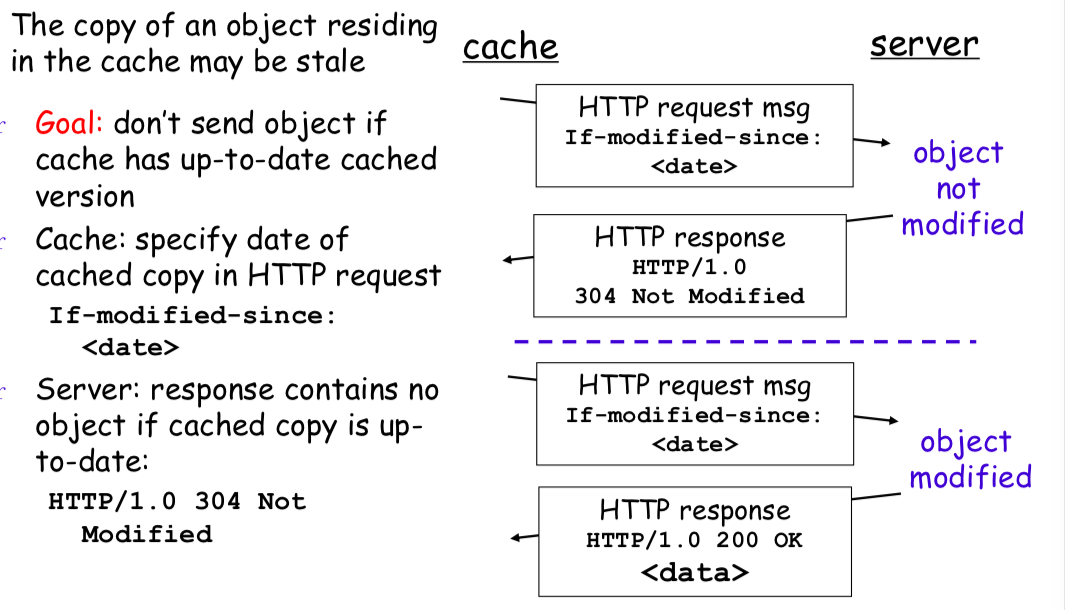 The copy of an object residing
in the cache may be stale
r Goal: don't send object if
cache has up-to-date cached
version
r Cache: specify date of
cached copy in HTTP request
If-modified-since:
<date>
r Server: response contains no
object if cached copy is up-
to-date:
HTTP/1.0 304 Not
Modified
cache
server
HTTP request msg
If-modified-since:
<date>
object
not
modified
HTTP response
HTTP/1.0
304 Not Modified
HTTP request msg
If-modified-since:
<date>
object
modified
HTTP response
HTTP/1.0 200 OK
<data>